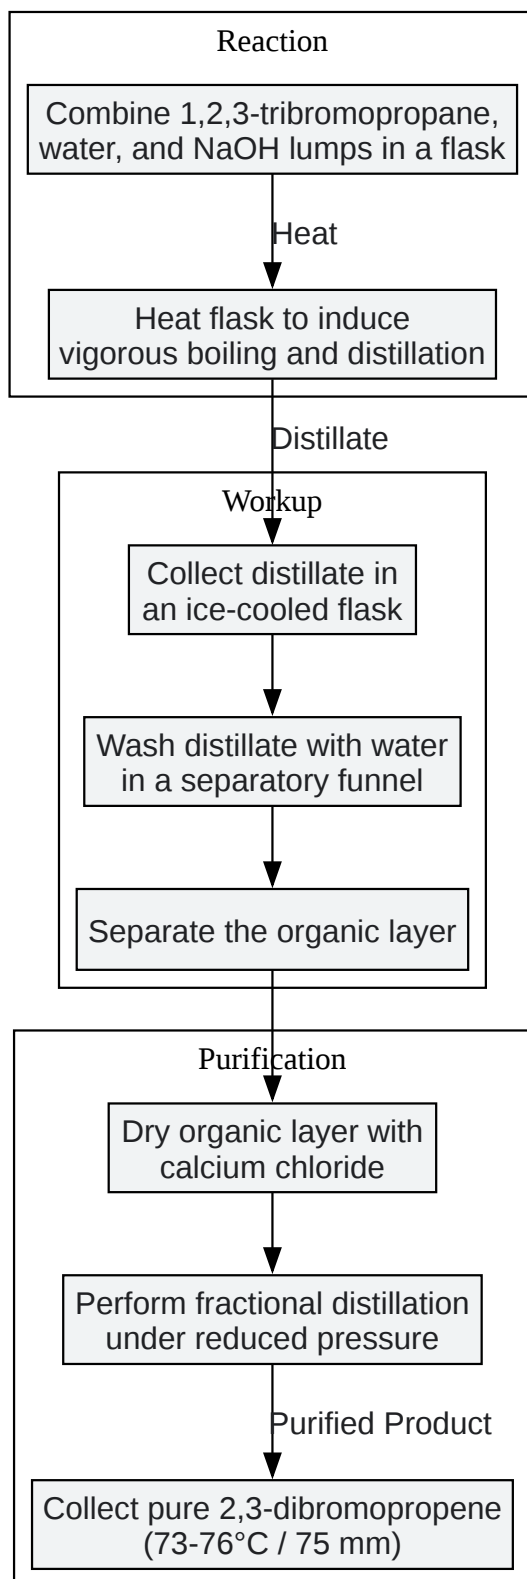 Reaction
Combine 1,2,3-tribromopropane,
water, and NaOH lumps in a flask
Heat
Heat flask to induce
vigorous boiling and distillation
Distillate
Workup
Collect distillate in
an ice-cooled flask
Wash distillate with water
in a separatory funnel
Separate the organic layer
Purification
Dry organic layer with
calcium chloride
Perform fractional distillation
under reduced pressure
Purified Product
Collect pure 2,3-dibromopropene
(73-76°C / 75 mm)